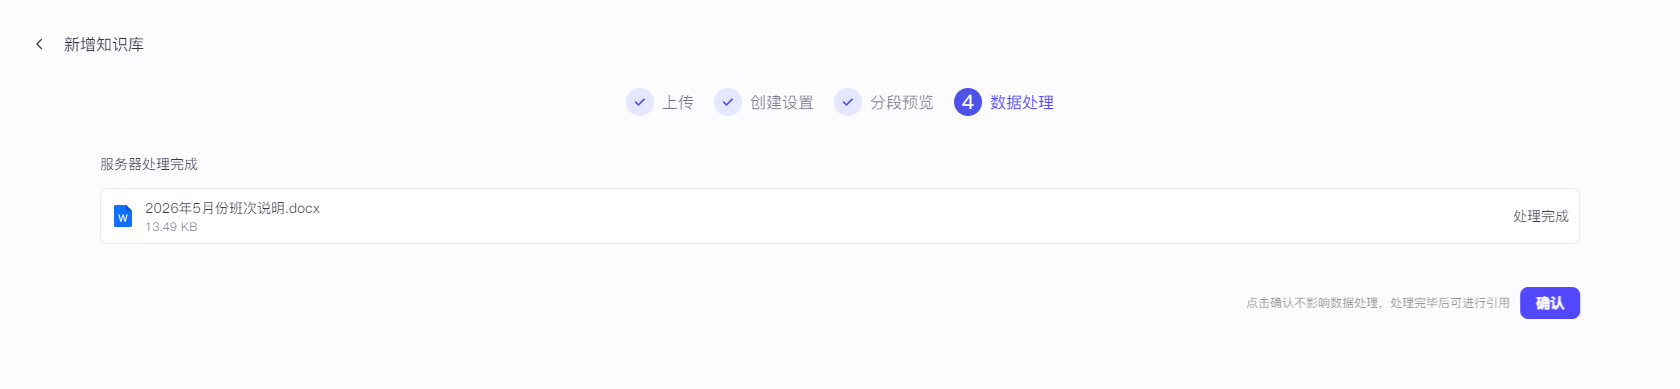 新增知识库
上传 创建设置 分段预览 4 数据处理
服务器处理完成
W 2026年5月份班次说明.docx
13.49 KB
处理完成
点击确认不影响数据处理，处理完毕后可进行引用 确认